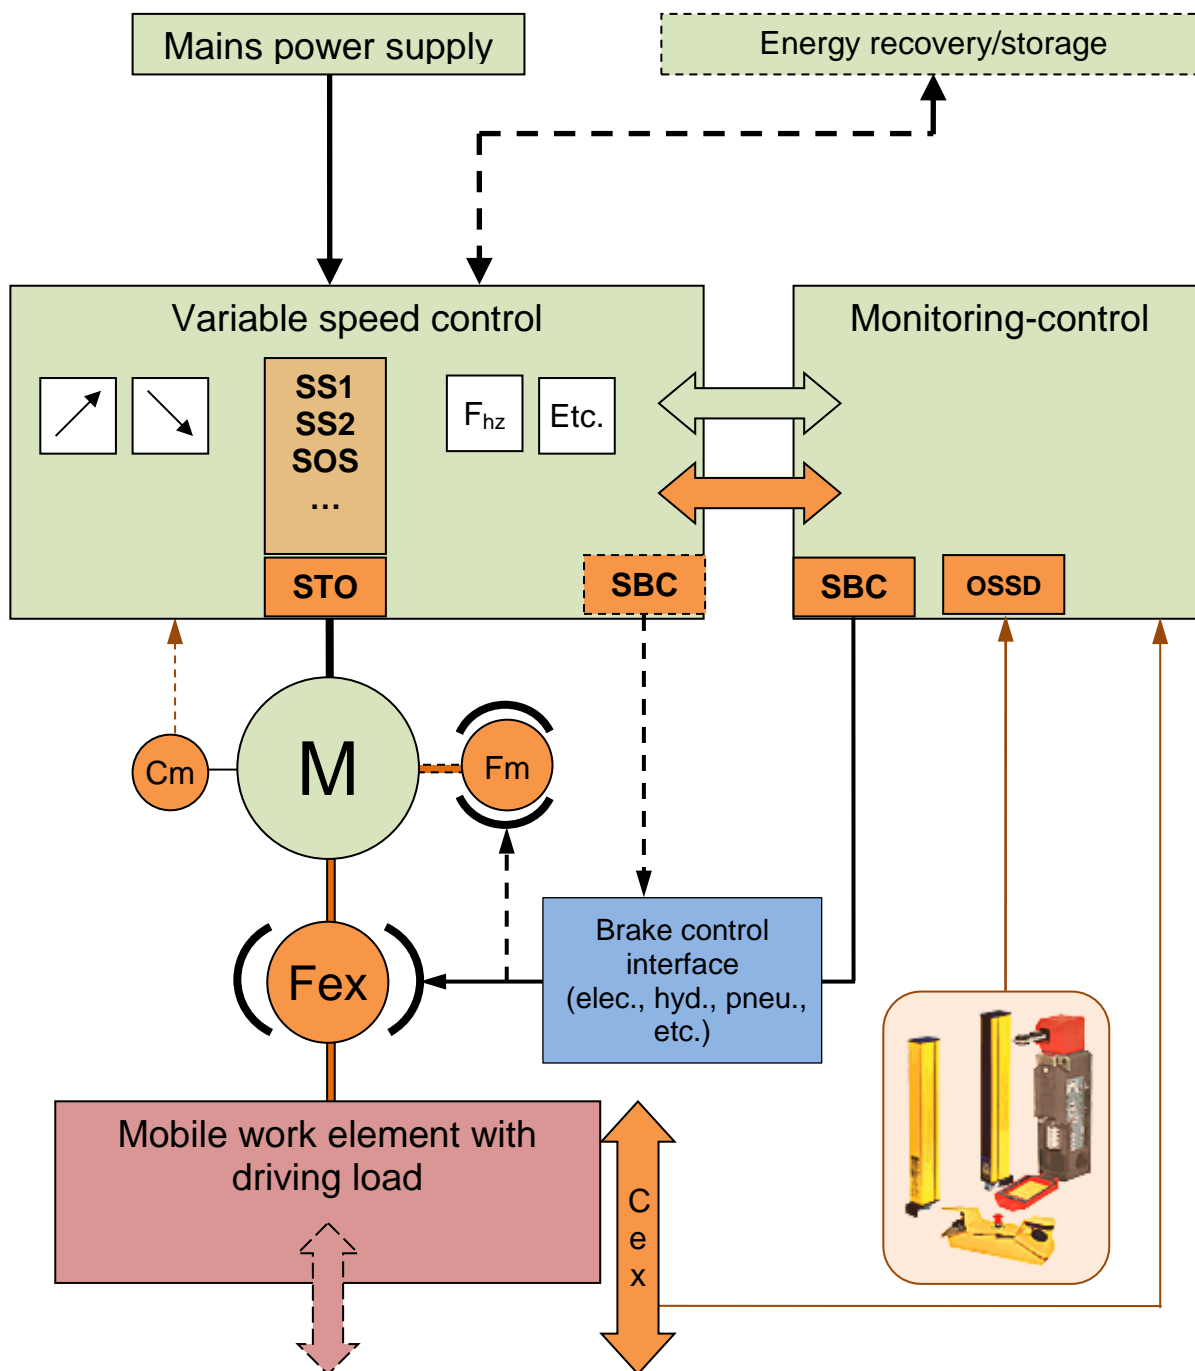 Mains power supply
Energy recovery/storage
Variable speed control
Monitoring-control
SS1
SS2
SOS
...
F_hz
Etc.
STO
SBC
SBC
OSSD
Cm
M
Fm
Fex
Brake control
interface
(elec., hyd., pneu.,
etc.)
Mobile work element with
driving load
C
e
x